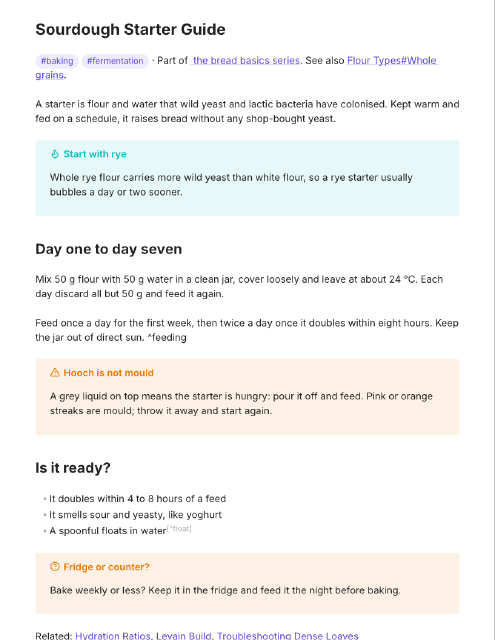 Sourdough Starter Guide
#baking #fermentation · Part of the bread basics series. See also Flour Types#Whole
grains.
A starter is flour and water that wild yeast and lactic bacteria have colonised. Kept warm and
fed on a schedule, it raises bread without any shop-bought yeast.
Start with rye
Whole rye flour carries more wild yeast than white flour, so a rye starter usually
bubbles a day or two sooner.
Day one to day seven
Mix 50 g flour with 50 g water in a clean jar, cover loosely and leave at about 24 °C. Each
day discard all but 50 g and feed it again.
Feed once a day for the first week, then twice a day once it doubles within eight hours. Keep
the jar out of direct sun. ^feeding
Hooch is not mould
A grey liquid on top means the starter is hungry: pour it off and feed. Pink or orange
streaks are mould; throw it away and start again.
Is it ready?
• It doubles within 4 to 8 hours of a feed
• It smells sour and yeasty, like yoghurt
• A spoonful floats in water[^float]
Fridge or counter?
Bake weekly or less? Keep it in the fridge and feed it the night before baking.
Related: Hydration Ratios, Levain Build, Troubleshooting Dense Loaves